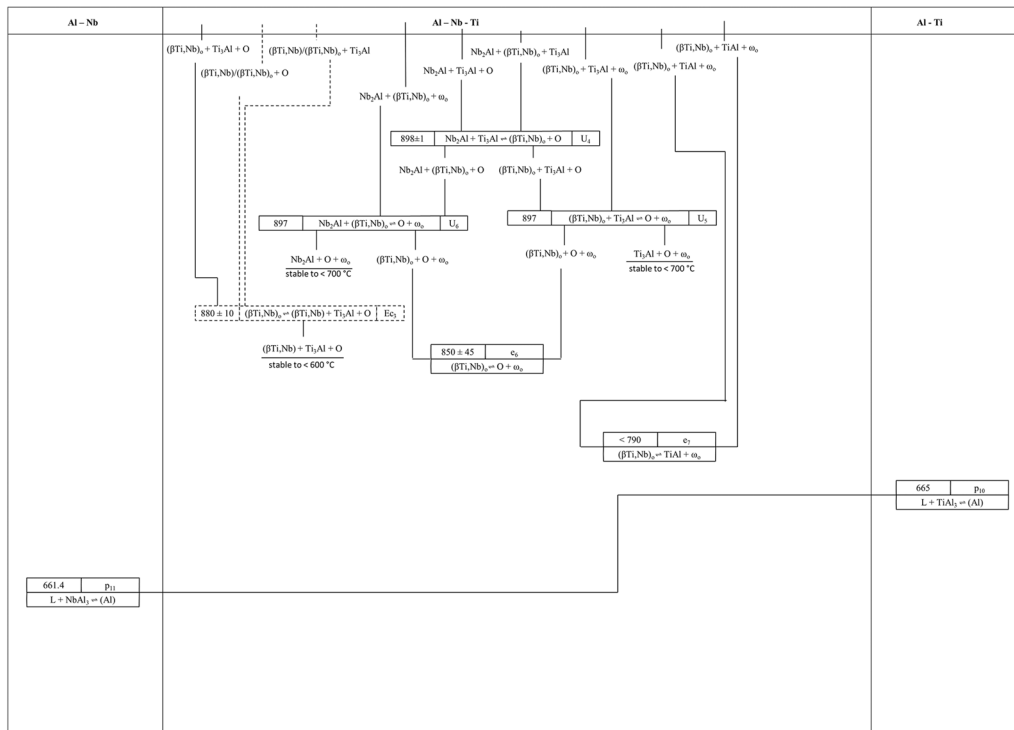 Al – Nb
Al – Nb - Ti
Al - Ti
(βTi,Nb)ₒ + Ti₃Al + O
(βTi,Nb)/(βTi,Nb)ₒ + Ti₃Al
(βTi,Nb)/(βTi,Nb)ₒ + O
Nb₂Al + (βTi,Nb)ₒ + ωₒ
Nb₂Al + Ti₃Al + O
Nb₂Al + (βTi,Nb)ₒ + Ti₃Al
(βTi,Nb)ₒ + Ti₃Al + ωₒ
(βTi,Nb)ₒ + TiAl + ωₒ
(βTi,Nb)ₒ + TiAl + ωₒ
898±1 Nb₂Al + Ti₃Al ⇌ (βTi,Nb)ₒ + O U₄
Nb₂Al + (βTi,Nb)ₒ + O
(βTi,Nb)ₒ + Ti₃Al + O
897 Nb₂Al + (βTi,Nb)ₒ ⇌ O + ωₒ U₆
897 (βTi,Nb)ₒ + Ti₃Al ⇌ O + ωₒ U₅
Nb₂Al + O + ωₒ
stable to < 700 °C
(βTi,Nb)ₒ + O + ωₒ
(βTi,Nb)ₒ + O + ωₒ
Ti₃Al + O + ωₒ
stable to < 700 °C
880 ± 10 (βTi,Nb)ₒ ⇌ (βTi,Nb) + Ti₃Al + O Ec₃
(βTi,Nb) + Ti₃Al + O
stable to < 600 °C
850 ± 45 e₆
(βTi,Nb)ₒ ⇌ O + ωₒ
< 790 e₇
(βTi,Nb)ₒ ⇌ TiAl + ωₒ
665 p₁₀
L + TiAl₃ ⇌ (Al)
661.4 p₁₁
L + NbAl₃ ⇌ (Al)